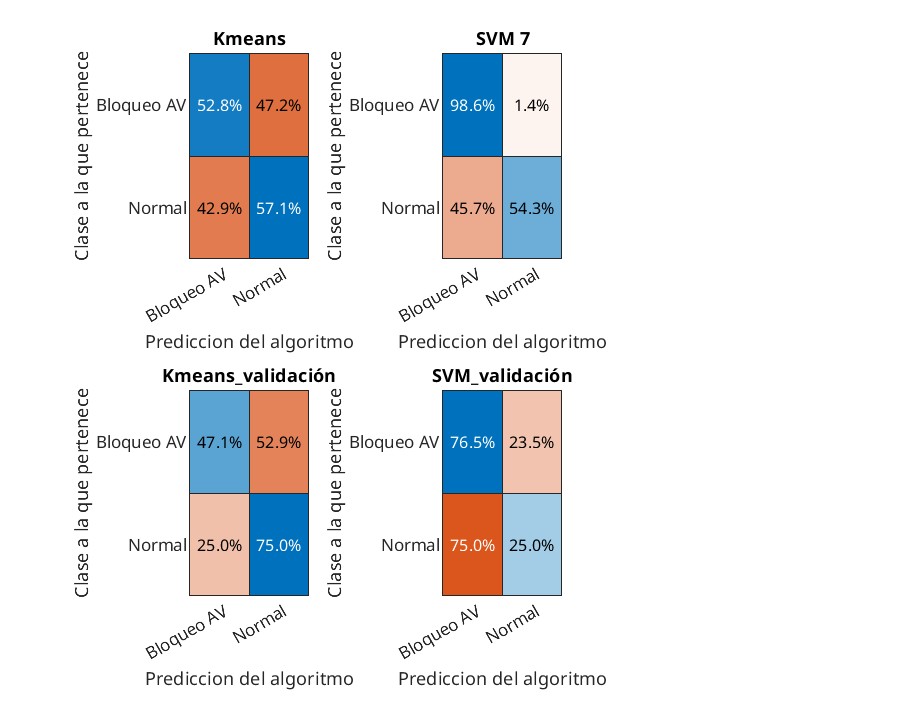 Kmeans
Clase a la que pertenece
Bloqueo AV
52.8% 47.2%
Normal
42.9% 57.1%
Bloqueo AV
Normal
Prediccion del algoritmo
SVM 7
Clase a la que pertenece
Bloqueo AV
98.6% 1.4%
Normal
45.7% 54.3%
Bloqueo AV
Normal
Prediccion del algoritmo
Kmeans_validación
Clase a la que pertenece
Bloqueo AV
47.1% 52.9%
Normal
25.0% 75.0%
Bloqueo AV
Normal
Prediccion del algoritmo
SVM_validación
Clase a la que pertenece
Bloqueo AV
76.5% 23.5%
Normal
75.0% 25.0%
Bloqueo AV
Normal
Prediccion del algoritmo